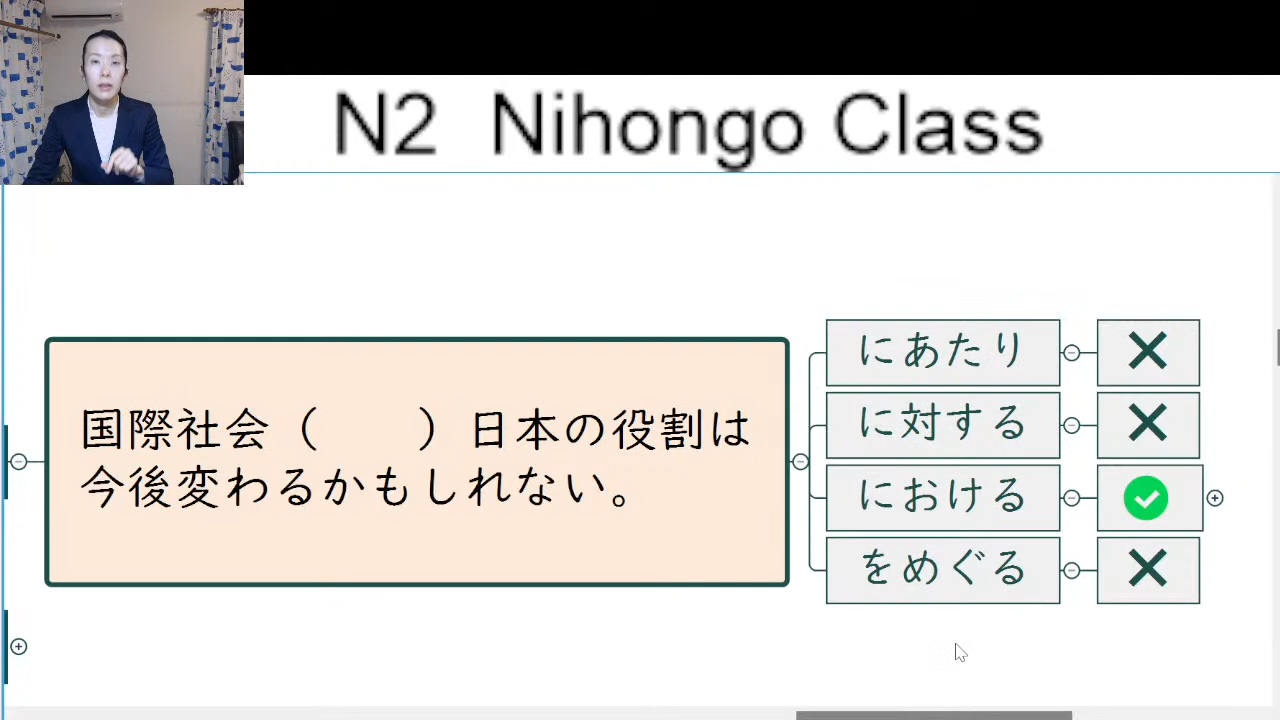 N2 Nihongo Class
国際社会（　　）日本の役割は
今後変わるかもしれない。
にあたり
に対する
における
をめぐる